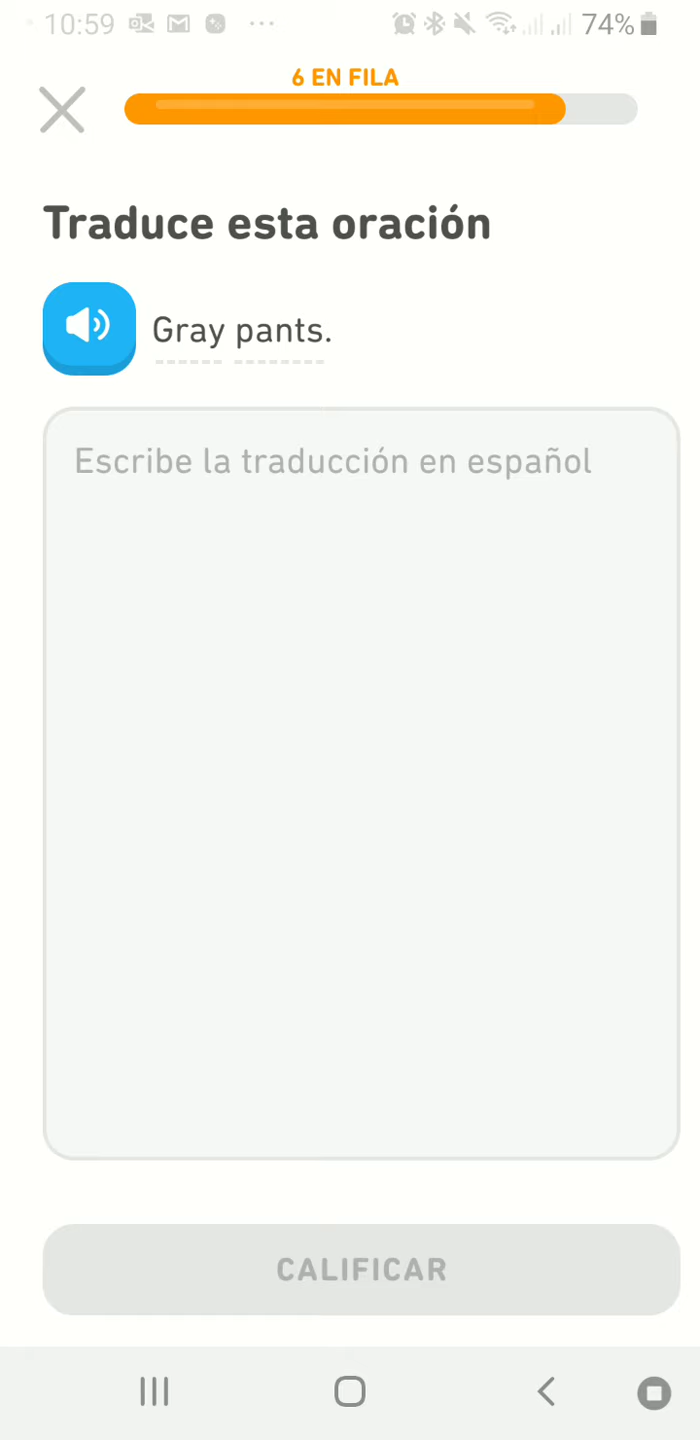 10:59 ... 74%
6 EN FILA
Traduce esta oración
Gray pants.
Escribe la traducción en español
CALIFICAR